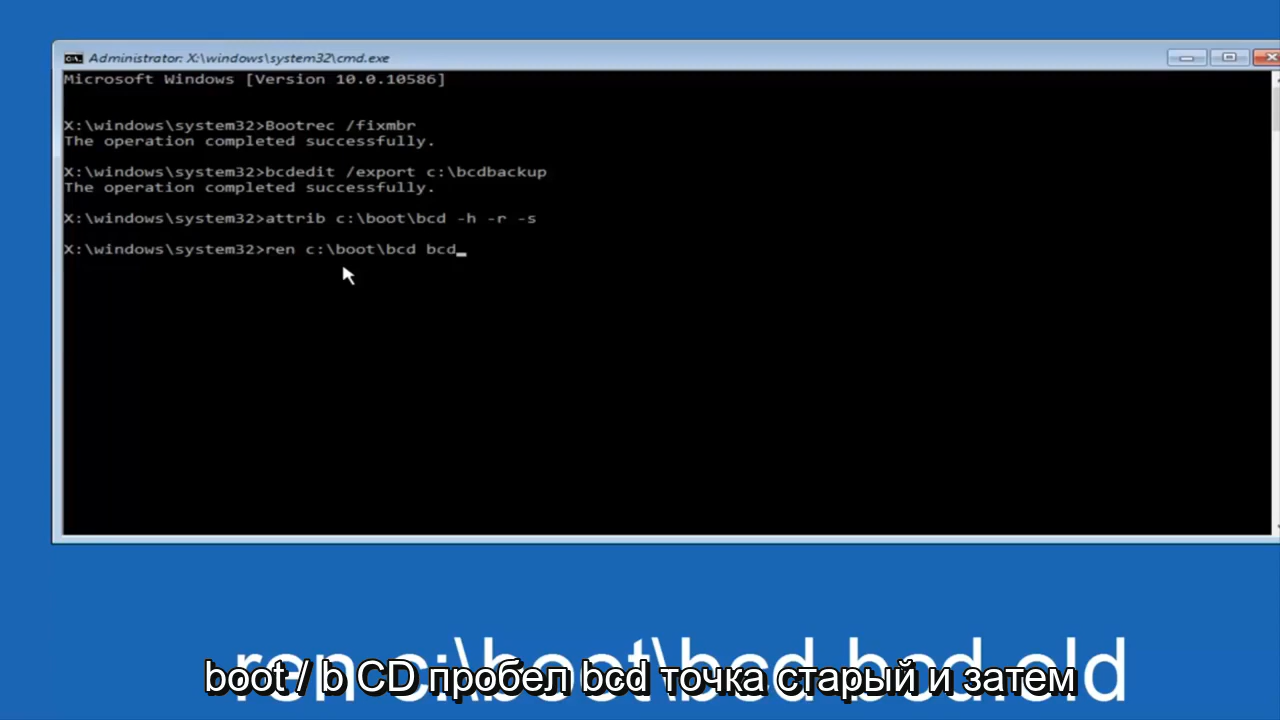 Administrator: X:\windows\system32\cmd.exe
Microsoft Windows [Version 10.0.10586]
X:\windows\system32>Bootrec /fixmbr
The operation completed successfully.
X:\windows\system32>bcdedit /export c:\bcdbackup
The operation completed successfully.
X:\windows\system32>attrib c:\boot\bcd -h -r -s
X:\windows\system32>ren c:\boot\bcd bcd
ren c:\boot\bcd bcd.old
boot / b CD пробел bcd точка старый и затем